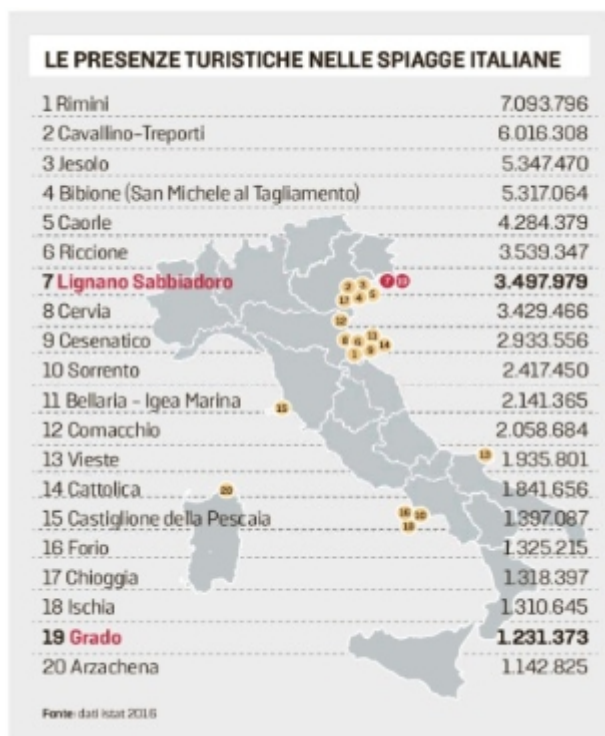 LE PRESENZE TURISTICHE NELLE SPIAGGE ITALIANE
1 Rimini 7.093.796
2 Cavallino-Treporti 6.016.308
3 Jesolo 5.347.470
4 Bibione (San Michele al Tagliamento) 5.317.064
5 Caorle 4.284.379
6 Riccione 3.539.347
7 Lignano Sabbiadoro 3.497.979
8 Cervia 3.429.466
9 Cesenatico 2.933.556
10 Sorrento 2.417.450
11 Bellaria - Igea Marina 2.141.365
12 Comacchio 2.058.684
13 Vieste 1.935.801
14 Cattolica 1.841.656
15 Castiglione della Pescaia 1.397.087
16 Forio 1.325.215
17 Chioggia 1.318.397
18 Ischia 1.310.645
19 Grado 1.231.373
20 Arzachena 1.142.825
Fonte: dati istat 2016